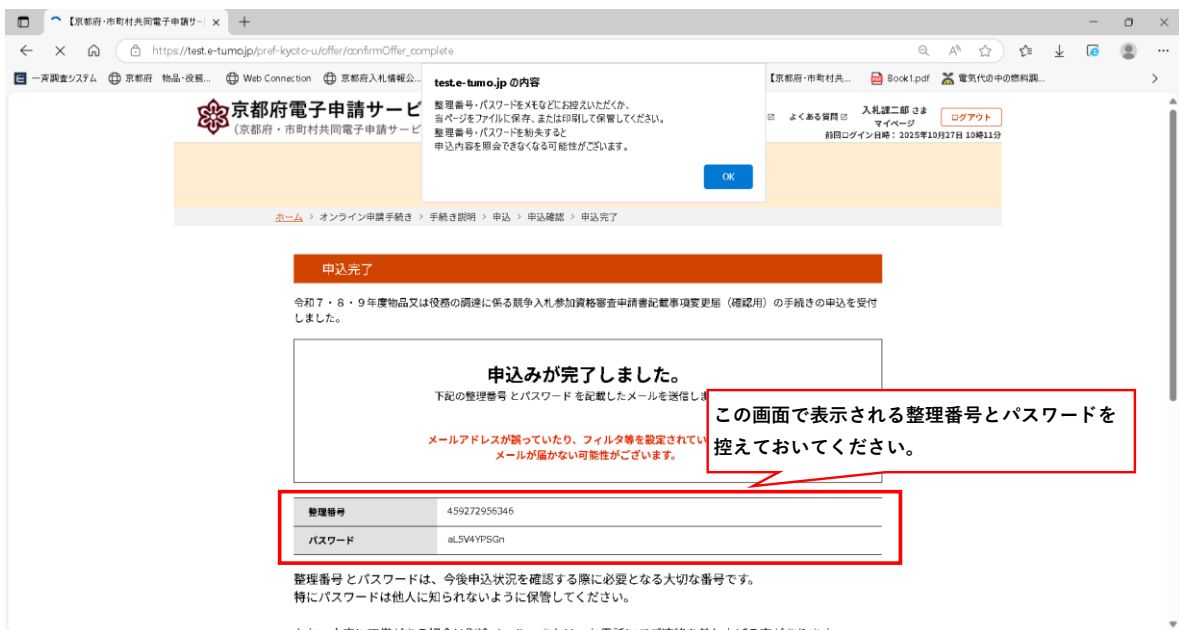 【京都府・市町村共同電子申請サー
https://test.e-tumo.jp/pref-kyoto-u/offer/confirmOffer_complete
一斉調査システム 京都府 物品・役務... Web Connection 京都府入札情報公... 【京都府・市町村共... Book1.pdf 電気代の中の燃料調...
test.e-tumo.jp の内容
整理番号・パスワードをメモなどにお控えいただくか、
当ページをファイルに保存、または印刷して保管してください。
整理番号・パスワードを紛失すると
申込内容を照会できなくなる可能性がございます。
OK
京都府電子申請サービ
(京都府・市町村共同電子申請サービ
よくある質問
入札課二郎 さま
マイページ
ログアウト
前回ログイン日時：2025年10月27日 10時11分
ホーム > オンライン申請手続き > 手続き説明 > 申込 > 申込確認 > 申込完了
申込完了
令和７・８・９年度物品又は役務の調達に係る競争入札参加資格審査申請書記載事項変更届（確認用）の手続きの申込を受付
しました。
申込みが完了しました。
下記の整理番号 とパスワード を記載したメールを送信しま
メールアドレスが誤っていたり、フィルタ等を設定されてい
メールが届かない可能性がございます。
この画面で表示される整理番号とパスワードを
控えておいてください。
整理番号 459272956346
パスワード aL5V4YPSGn
整理番号 とパスワードは、今後申込状況を確認する際に必要となる大切な番号です。
特にパスワードは他人に知られないように保管してください。